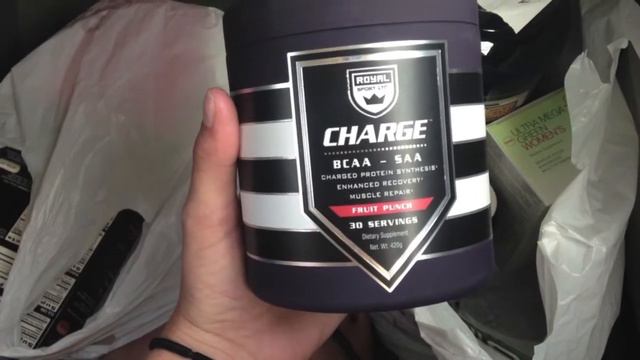 ROYAL
SPORT LTD
CHARGE™
BCAA - SAA
CHARGED PROTEIN SYNTHESIS
ENHANCED RECOVERY
MUSCLE REPAIR
FRUIT PUNCH
30 SERVINGS
Dietary Supplement
Net. Wt. 420g
ULTRA MEGA
GREEN
WOMEN'S